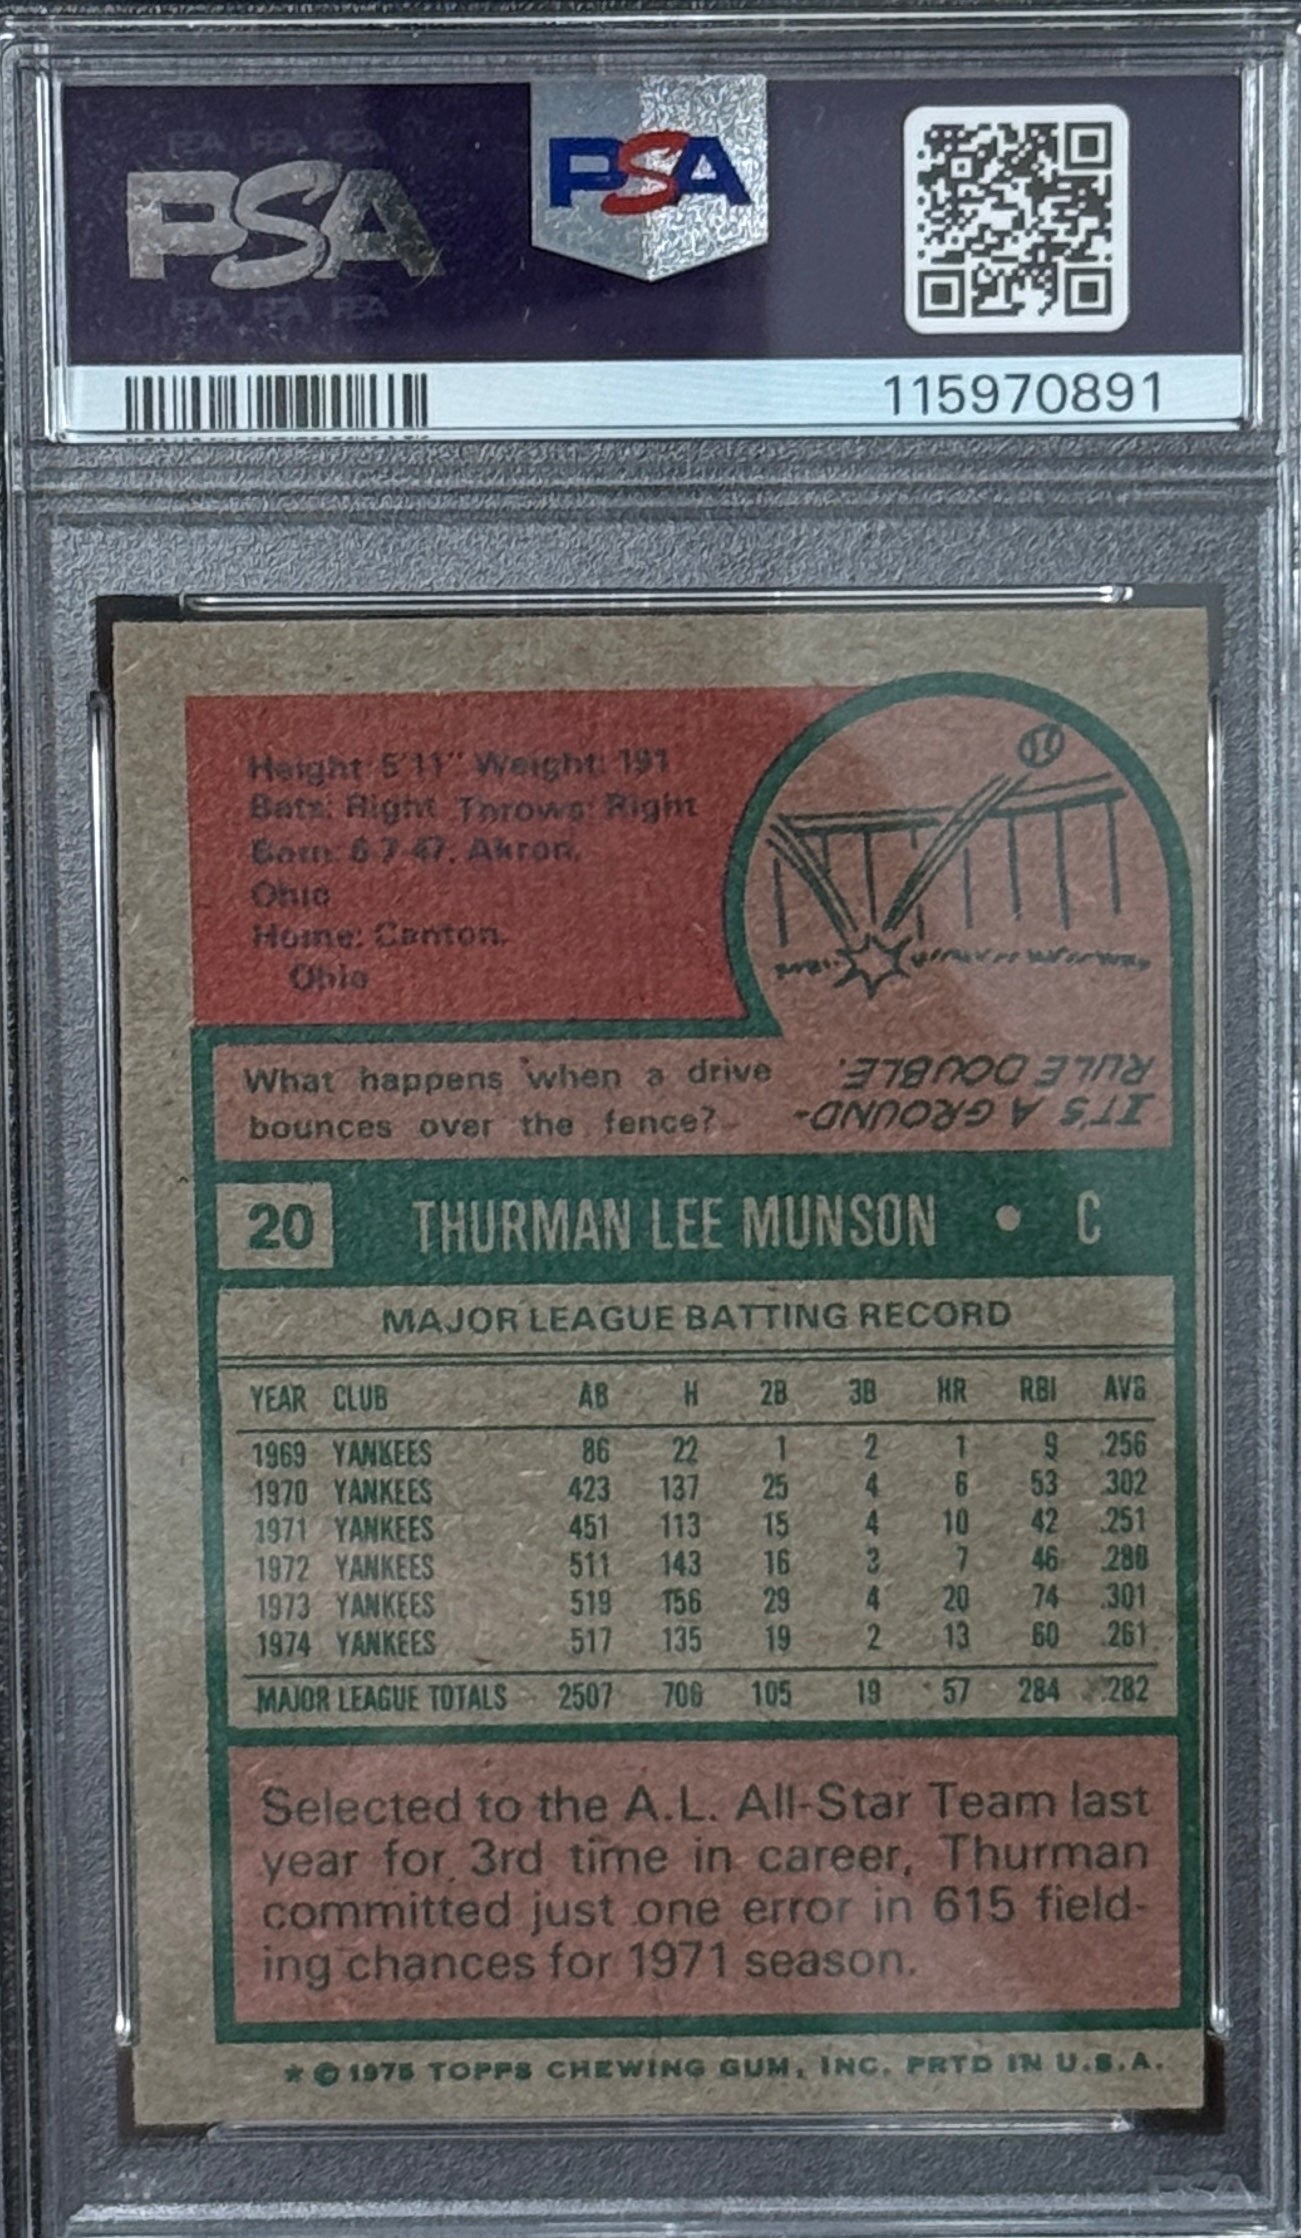 PSA
PSA
115970891
Height: 5'11" Weight: 191
Bats: Right Throws: Right
Born: 6-7-47, Akron,
Ohio
Home: Canton,
Ohio
What happens when a drive
bounces over the fence?
IT'S A GROUND-
RULE DOUBLE.
20 THURMAN LEE MUNSON • C
MAJOR LEAGUE BATTING RECORD
YEAR CLUB AB H 2B 3B HR RBI AVG
1969 YANKEES 86 22 1 2 1 9 .256
1970 YANKEES 423 137 25 4 6 53 .302
1971 YANKEES 451 113 15 4 10 42 .251
1972 YANKEES 511 143 16 3 7 46 .280
1973 YANKEES 519 156 29 4 20 74 .301
1974 YANKEES 517 135 19 2 13 60 .261
MAJOR LEAGUE TOTALS 2507 706 105 19 57 284 .282
Selected to the A.L. All-Star Team last
year for 3rd time in career, Thurman
committed just one error in 615 field-
ing chances for 1971 season.
* © 1975 TOPPS CHEWING GUM, INC. PRTD IN U.S.A.
PSA